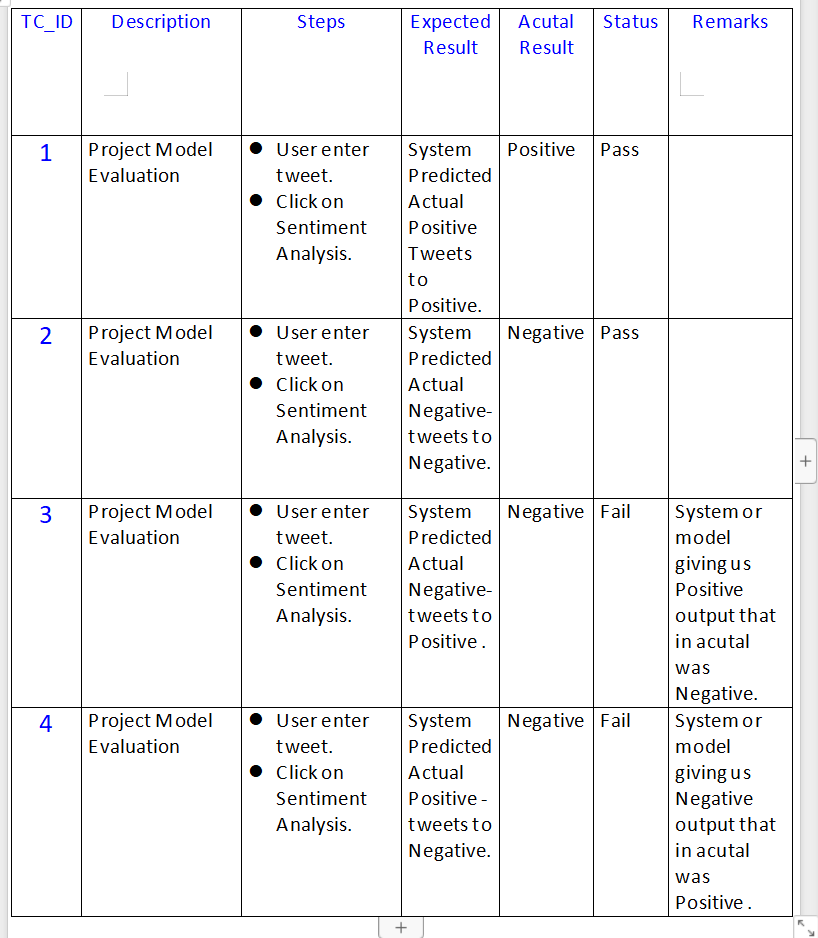 TC_ID
Description
Steps
Expected
Result
Acutal
Result
Status
Remarks
1
Project Model
Evaluation
● User enter
tweet.
● Click on
Sentiment
Analysis.
System
Predicted
Actual
Positive
Tweets
to
Positive.
Positive
Pass
2
Project Model
Evaluation
● User enter
tweet.
● Click on
Sentiment
Analysis.
System
Predicted
Actual
Negative-
tweets to
Negative.
Negative
Pass
3
Project Model
Evaluation
● User enter
tweet.
● Click on
Sentiment
Analysis.
System
Predicted
Actual
Negative-
tweets to
Positive .
Negative
Fail
System or
model
giving us
Positive
output that
in acutal
was
Negative.
4
Project Model
Evaluation
● User enter
tweet.
● Click on
Sentiment
Analysis.
System
Predicted
Actual
Positive -
tweets to
Negative.
Negative
Fail
System or
model
giving us
Negative
output that
in acutal
was
Positive .